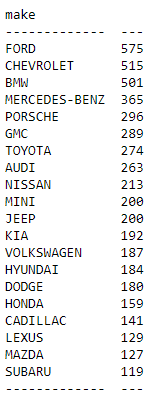 make
-------------  ---
FORD           575
CHEVROLET      515
BMW            501
MERCEDES-BENZ  365
PORSCHE        296
GMC            289
TOYOTA         274
AUDI           263
NISSAN         213
MINI           200
JEEP           200
KIA            192
VOLKSWAGEN     187
HYUNDAI        184
DODGE          180
HONDA          159
CADILLAC       141
LEXUS          129
MAZDA          127
SUBARU         119
-------------  ---